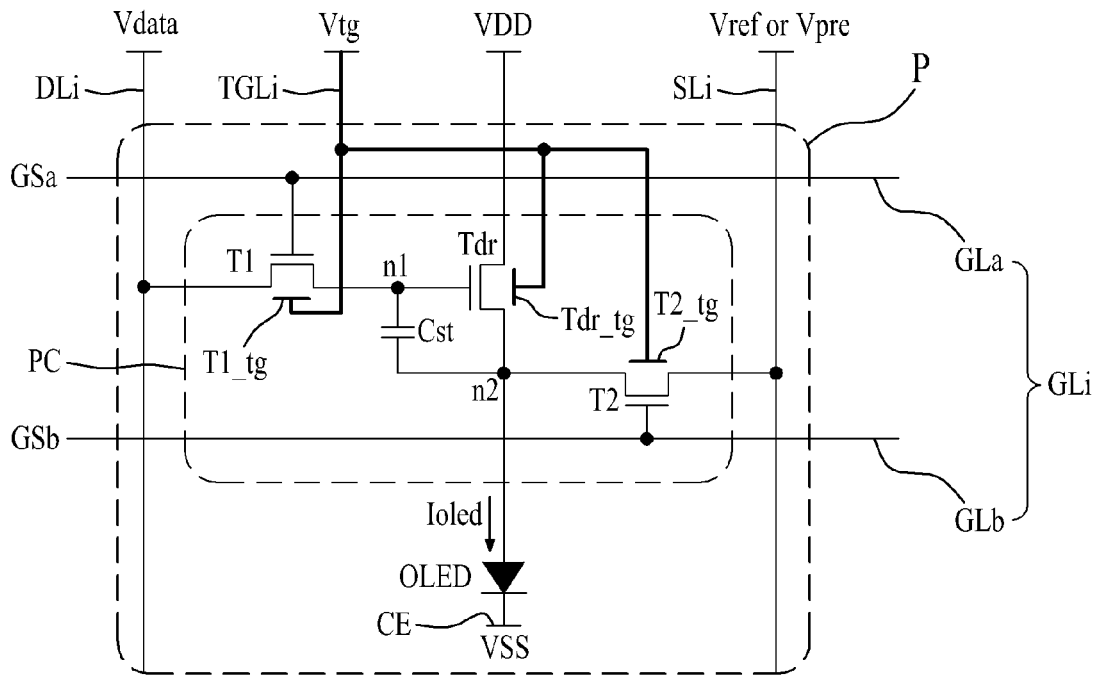 Vdata Vtg VDD Vref or Vpre
DLi TGLi SLi P
GSa
T1 n1 Tdr GLa
T1_tg Cst Tdr_tg T2_tg
PC n2 T2 GLi
GSb
Ioled GLb
OLED
CE
VSS